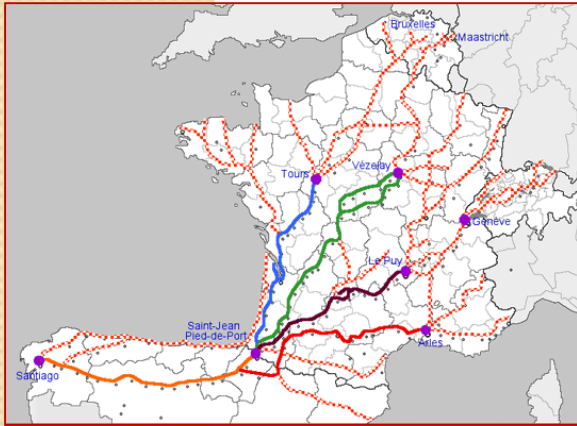 Bruxelles
Maastricht
Tours
Vézelay
Genève
Le Puy
Saint-Jean
Pied-de-Port
Arles
Santiago